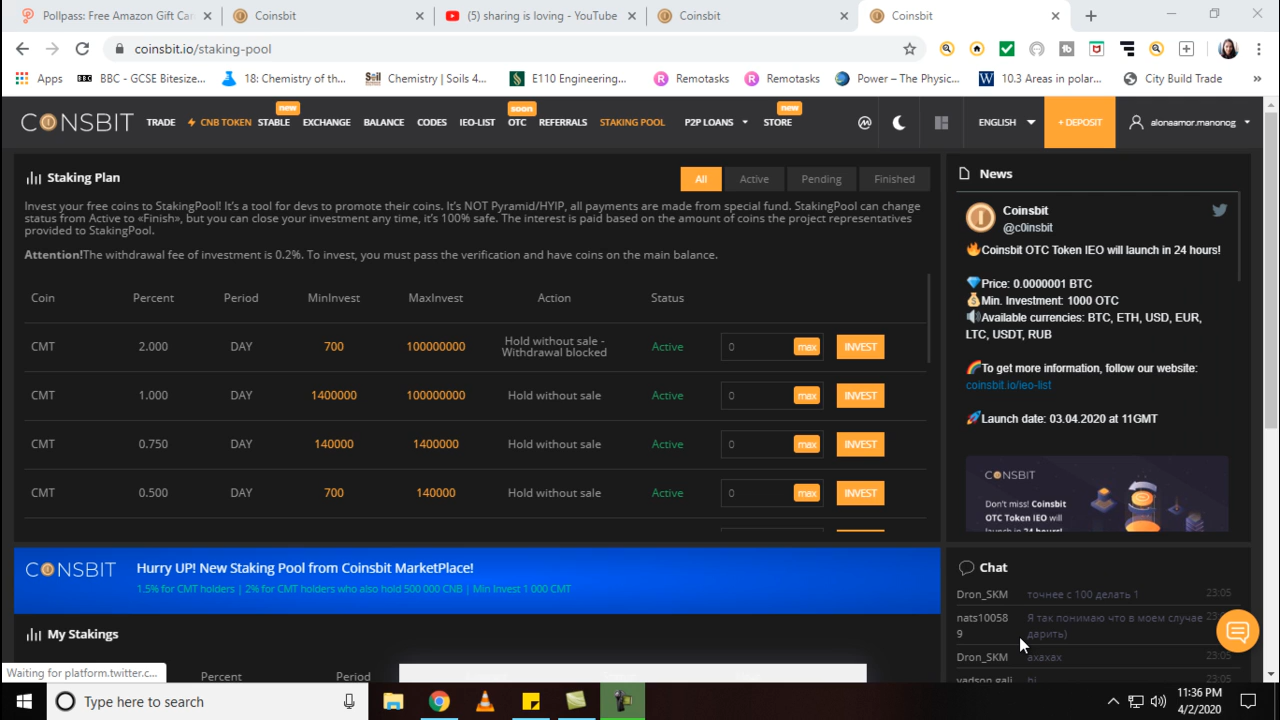 Pollpass: Free Amazon Gift Car
Coinsbit
(5) sharing is loving - YouTube
Coinsbit
Coinsbit
coinsbit.io/staking-pool
Apps
BBC - GCSE Bitesize...
18: Chemistry of th...
Chemistry | Soils 4...
E110 Engineering...
Remotasks
Remotasks
Power – The Physic...
10.3 Areas in polar...
City Build Trade
»
new
soon
new
CONSBIT
TRADE
CNB TOKEN
STABLE
EXCHANGE
BALANCE
CODES
IEO-LIST
OTC
REFERRALS
STAKING POOL
P2P LOANS
STORE
ENGLISH
+ DEPOSIT
alonaamor.manonog
Staking Plan
All
Active
Pending
Finished
Invest your free coins to StakingPool! It's a tool for devs to promote their coins. It's NOT Pyramid/HYIP, all payments are made from special fund. StakingPool can change
status from Active to «Finish», but you can close your investment any time, it's 100% safe. The interest is paid based on the amount of coins the project representatives
provided to StakingPool.
Attention!The withdrawal fee of investment is 0.2%. To invest, you must pass the verification and have coins on the main balance.
Coin Percent Period MinInvest MaxInvest Action Status
CMT 2.000 DAY 700 100000000 Hold without sale -
Withdrawal blocked
Active 0 max INVEST
CMT 1.000 DAY 1400000 100000000 Hold without sale Active 0 max INVEST
CMT 0.750 DAY 140000 1400000 Hold without sale Active 0 max INVEST
CMT 0.500 DAY 700 140000 Hold without sale Active 0 max INVEST
CONSBIT
Hurry UP! New Staking Pool from Coinsbit MarketPlace!
1.5% for CMT holders | 2% for CMT holders who also hold 500 000 CNB | Min Invest 1 000 CMT
My Stakings
Percent Period
News
Coinsbit
@c0insbit
🔥Coinsbit OTC Token IEO will launch in 24 hours!
💎Price: 0.0000001 BTC
💰Min. Investment: 1000 OTC
🔊Available currencies: BTC, ETH, USD, EUR,
LTC, USDT, RUB
🌈To get more information, follow our website:
coinsbit.io/ieo-list
🚀Launch date: 03.04.2020 at 11GMT
CONSBIT
Don't miss! Coinsbit
OTC Token IEO will
launch in 24 hours!
Chat
Dron_SKM точнее с 100 делать 1 23:05
nats10058
9
Я так понимаю что в моем случае
дарить)
Dron_SKM ахахах 23:05
vadson.gali hi 23:05
Waiting for platform.twitter.c...
Type here to search
11:36 PM
4/2/2020